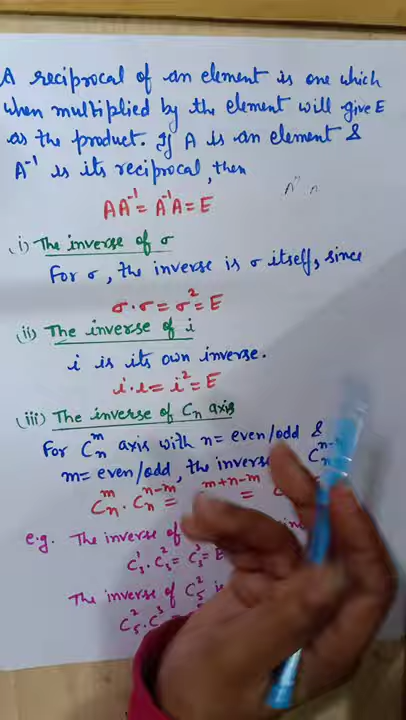 A reciprocal of an element is one which
when multiplied by the element will give E
as the product. If A is an element &
A⁻¹ is its reciprocal, then
AA⁻¹ = A⁻¹A = E
(i) The inverse of σ
For σ, the inverse is σ itself, since
σ·σ = σ² = E
(ii) The inverse of i
i is its own inverse.
i·i = i² = E
(iii) The inverse of Cn axis
For Cₙᵐ axis with n = even/odd &
m = even/odd, the inverse Cₙⁿ⁻
Cₙᵐ · Cₙⁿ⁻ᵐ = m+n-m =
e.g. The inverse of
C₃¹ · C₃² = C₃³ = E
The inverse of C₅²
C₅² · C₅³